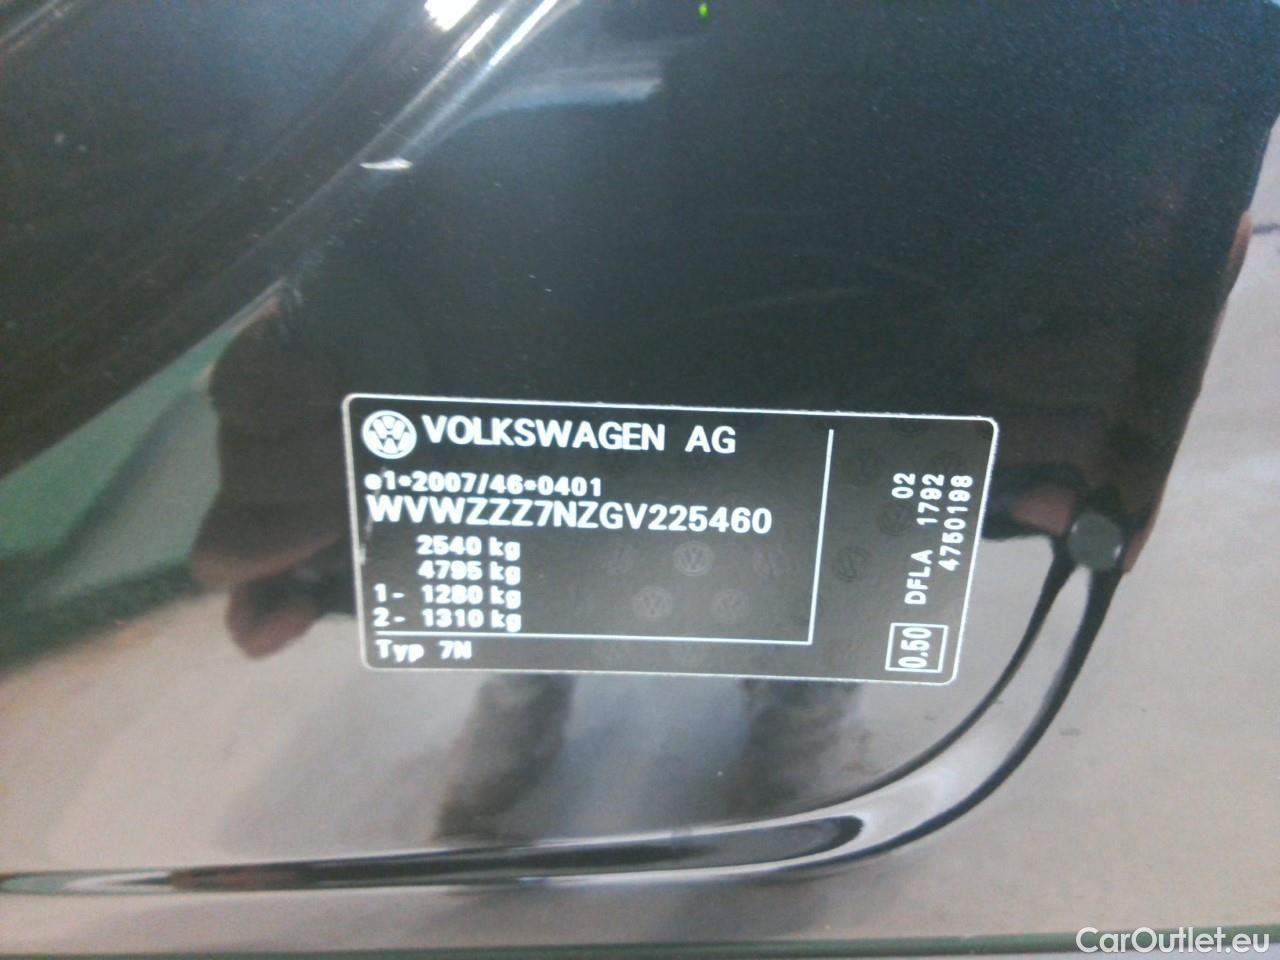 VOLKSWAGEN AG
e1*2007/46*0401
WVWZZZ7NZGV225460
2540 kg
4795 kg
1- 1280 kg
2- 1310 kg
Typ 7N
02
DFLA 1792
4750198
0.50
CarOutlet.eu